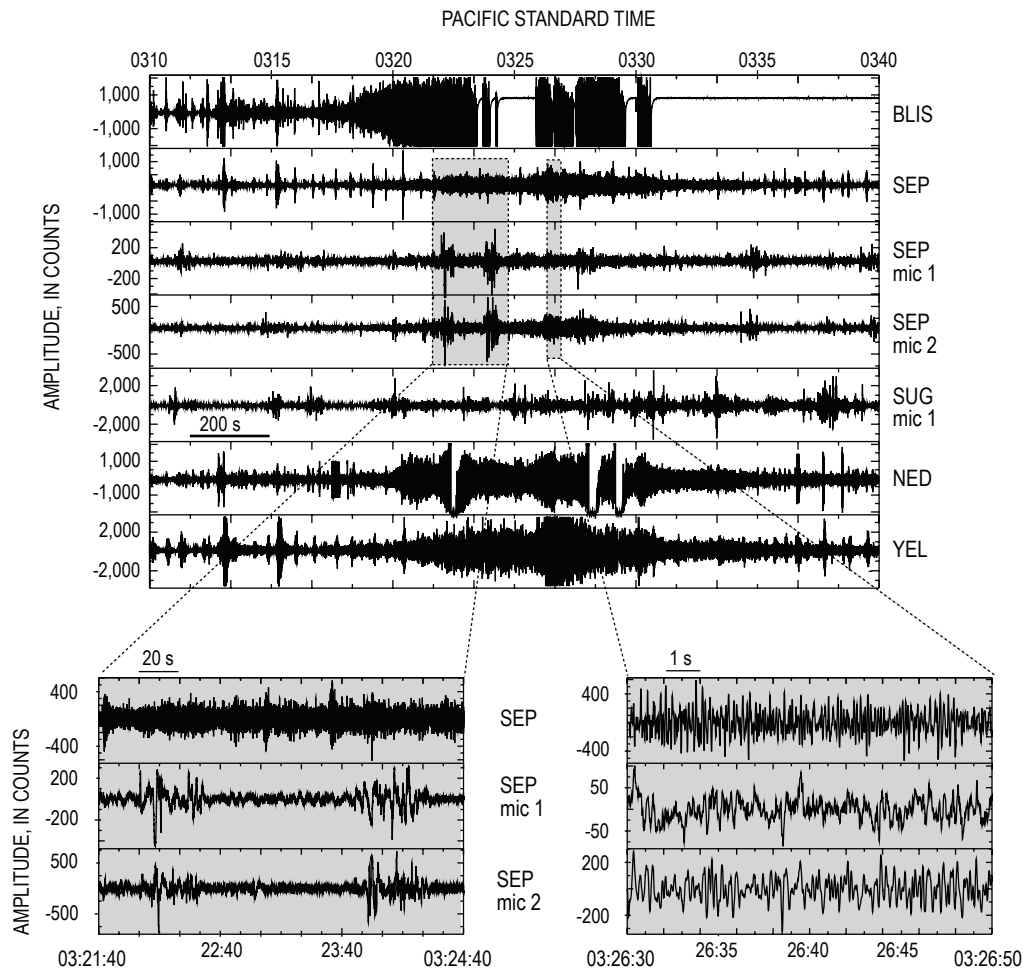 PACIFIC STANDARD TIME
0310 0315 0320 0325 0330 0335 0340
AMPLITUDE, IN COUNTS
1,000
-1,000
BLIS
1,000
-1,000
SEP
200
-200
SEP
mic 1
500
-500
SEP
mic 2
2,000
-2,000
SUG
mic 1
200 s
1,000
-1,000
NED
2,000
-2,000
YEL
20 s
AMPLITUDE, IN COUNTS
400
-400
SEP
200
-200
SEP
mic 1
500
-500
SEP
mic 2
03:21:40 22:40 23:40 03:24:40
1 s
400
-400
50
-50
200
-200
03:26:30 26:35 26:40 26:45 03:26:50